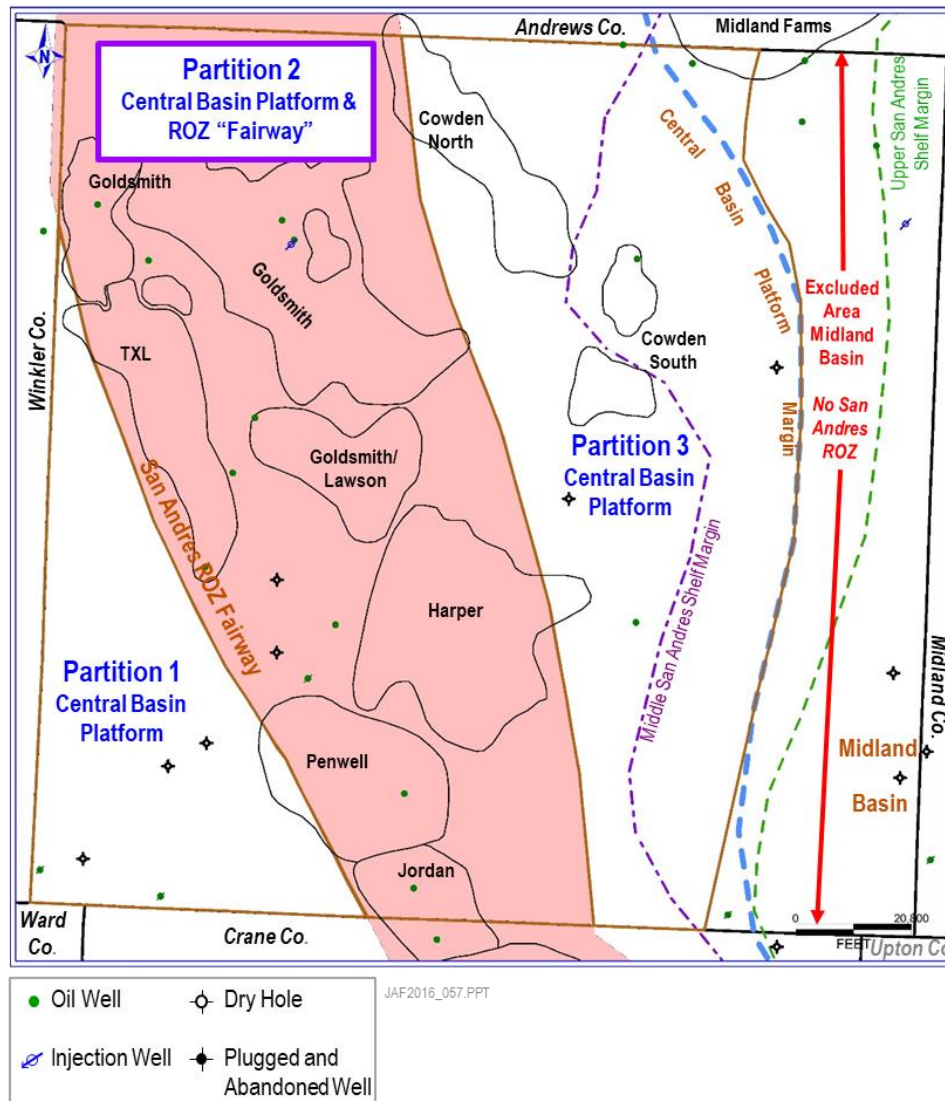 Andrews Co.
Midland Farms
N
Partition 2
Central Basin Platform &
ROZ “Fairway”
Cowden
North
Central
Basin
Platform
Margin
Upper San Andres
Shelf Margin
Goldsmith
Goldsmith
Winkler Co.
TXL
Excluded
Area
Midland
Basin
No San
Andres
ROZ
Cowden
South
Goldsmith/
Lawson
Partition 3
Central Basin
Platform
San Andres ROZ Fairway
Middle San Andres Shelf Margin
Harper
Partition 1
Central Basin
Platform
Midland Co.
Penwell
Midland
Basin
Jordan
Ward
Co.
Crane Co.
0
20,800
FEET
Upton Co
Oil Well
Dry Hole
JAF2016_057.PPT
Injection Well
Plugged and
Abandoned Well